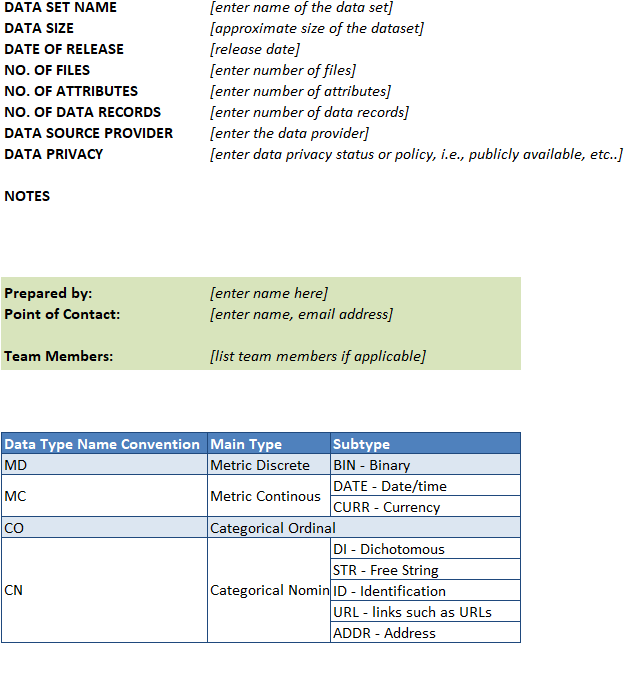 DATA SET NAME [enter name of the data set]
DATA SIZE [approximate size of the dataset]
DATE OF RELEASE [release date]
NO. OF FILES [enter number of files]
NO. OF ATTRIBUTES [enter number of attributes]
NO. OF DATA RECORDS [enter number of data records]
DATA SOURCE PROVIDER [enter the data provider]
DATA PRIVACY [enter data privacy status or policy, i.e., publicly available, etc..]
NOTES
Prepared by: [enter name here]
Point of Contact: [enter name, email address]
Team Members: [list team members if applicable]
Data Type Name Convention Main Type Subtype
MD Metric Discrete BIN - Binary
MC Metric Continous DATE - Date/time
CURR - Currency
CO Categorical Ordinal
CN Categorical Nomin DI - Dichotomous
STR - Free String
ID - Identification
URL - links such as URLs
ADDR - Address